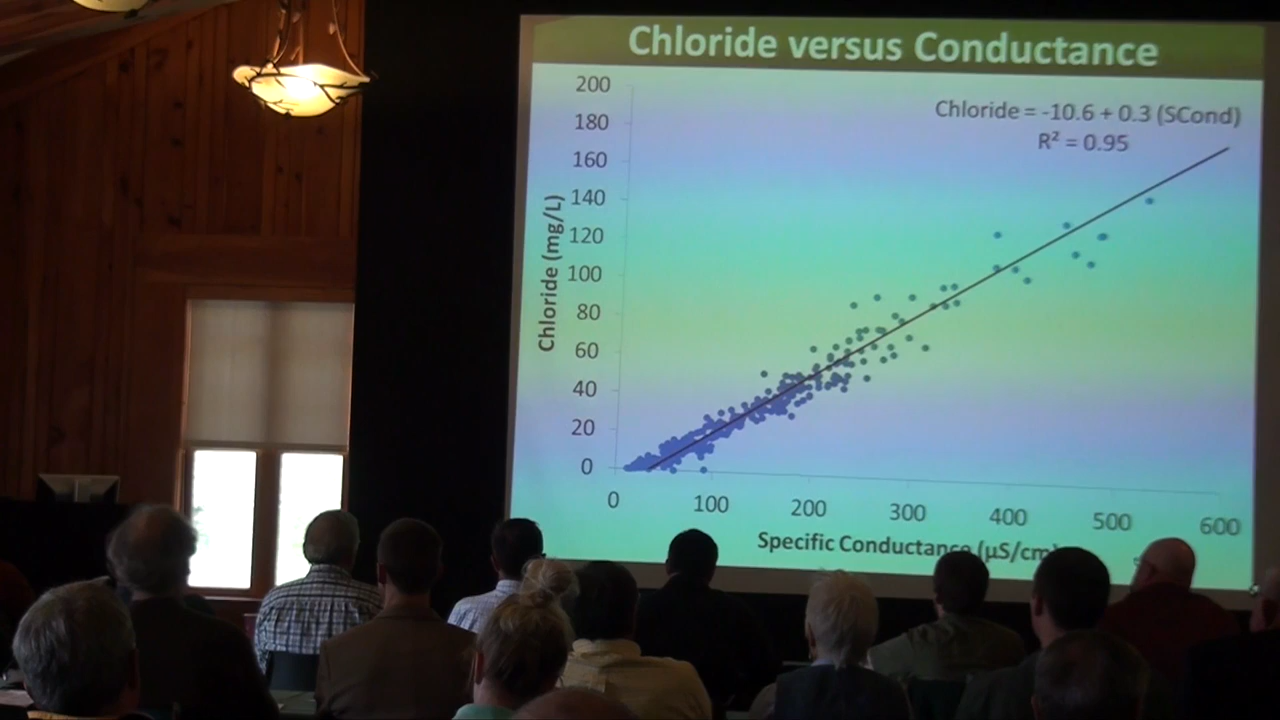 Chloride versus Conductance
Chloride = -10.6 + 0.3 (SCond)
R² = 0.95
Chloride (mg/L)
200
180
160
140
120
100
80
60
40
20
0
0 100 200 300 400 500 600
Specific Conductance (µS/cm)